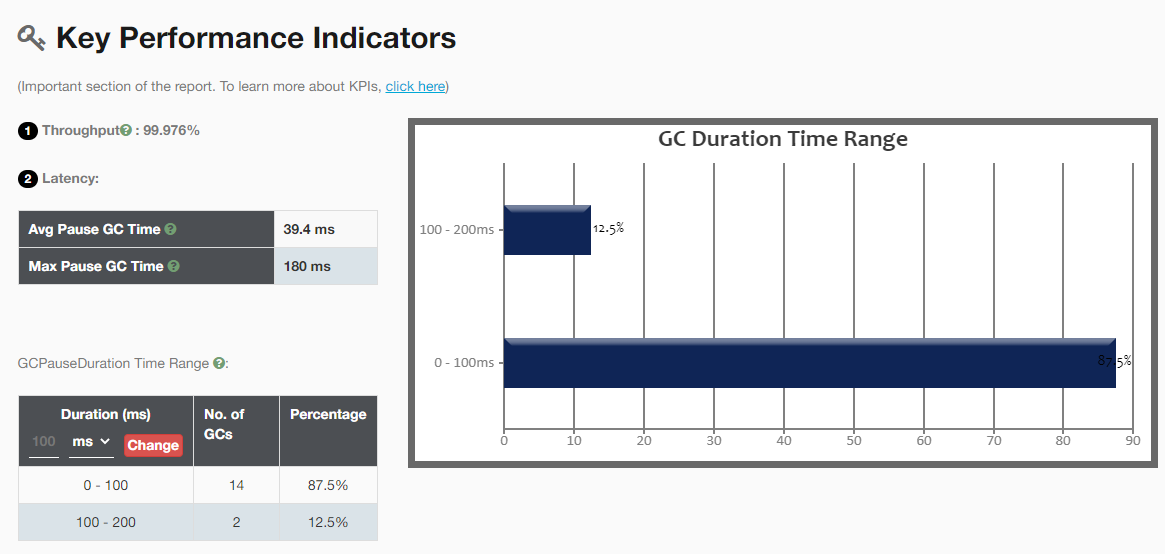 Key Performance Indicators
(Important section of the report. To learn more about KPIs, click here)
1 Throughput? : 99.976%
2 Latency:
Avg Pause GC Time ? 39.4 ms
Max Pause GC Time ? 180 ms
GCPauseDuration Time Range ?:
Duration (ms) No. of GCs Percentage
100 ms Change
0 - 100 14 87.5%
100 - 200 2 12.5%
GC Duration Time Range
100 - 200ms 12.5%
0 - 100ms 87.5%
0 10 20 30 40 50 60 70 80 90